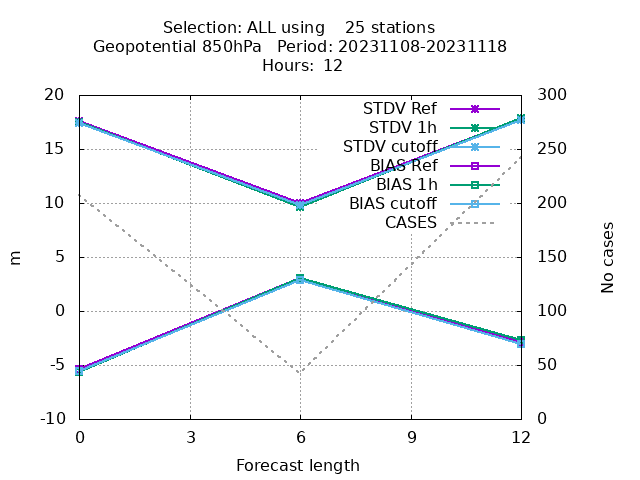 Selection: ALL using    25 stations
Geopotential 850hPa   Period: 20231108-20231118
Hours:  12
STDV Ref
STDV 1h
STDV cutoff
BIAS Ref
BIAS 1h
BIAS cutoff
CASES
20
15
10
5
0
-5
-10
m
300
250
200
150
100
50
0
No cases
0 3 6 9 12
Forecast length